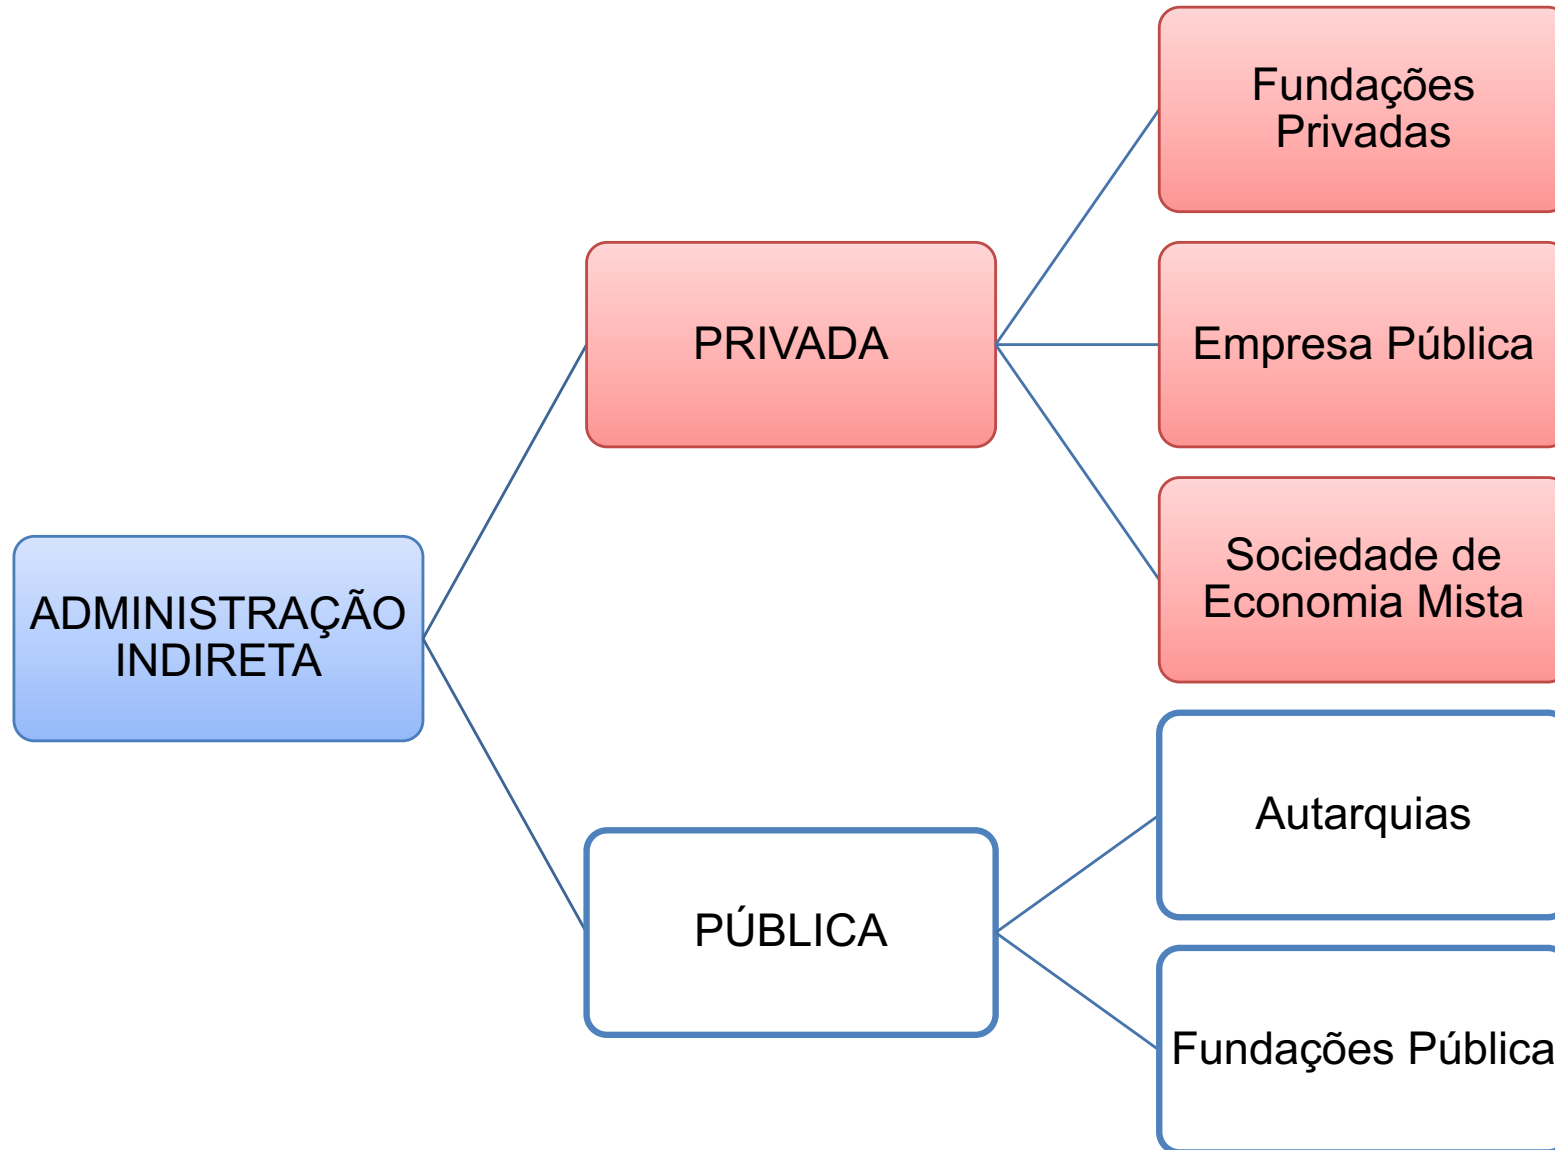 Fundações
Privadas
PRIVADA
Empresa Pública
Sociedade de
Economia Mista
ADMINISTRAÇÃO
INDIRETA
Autarquias
PÚBLICA
Fundações Pública